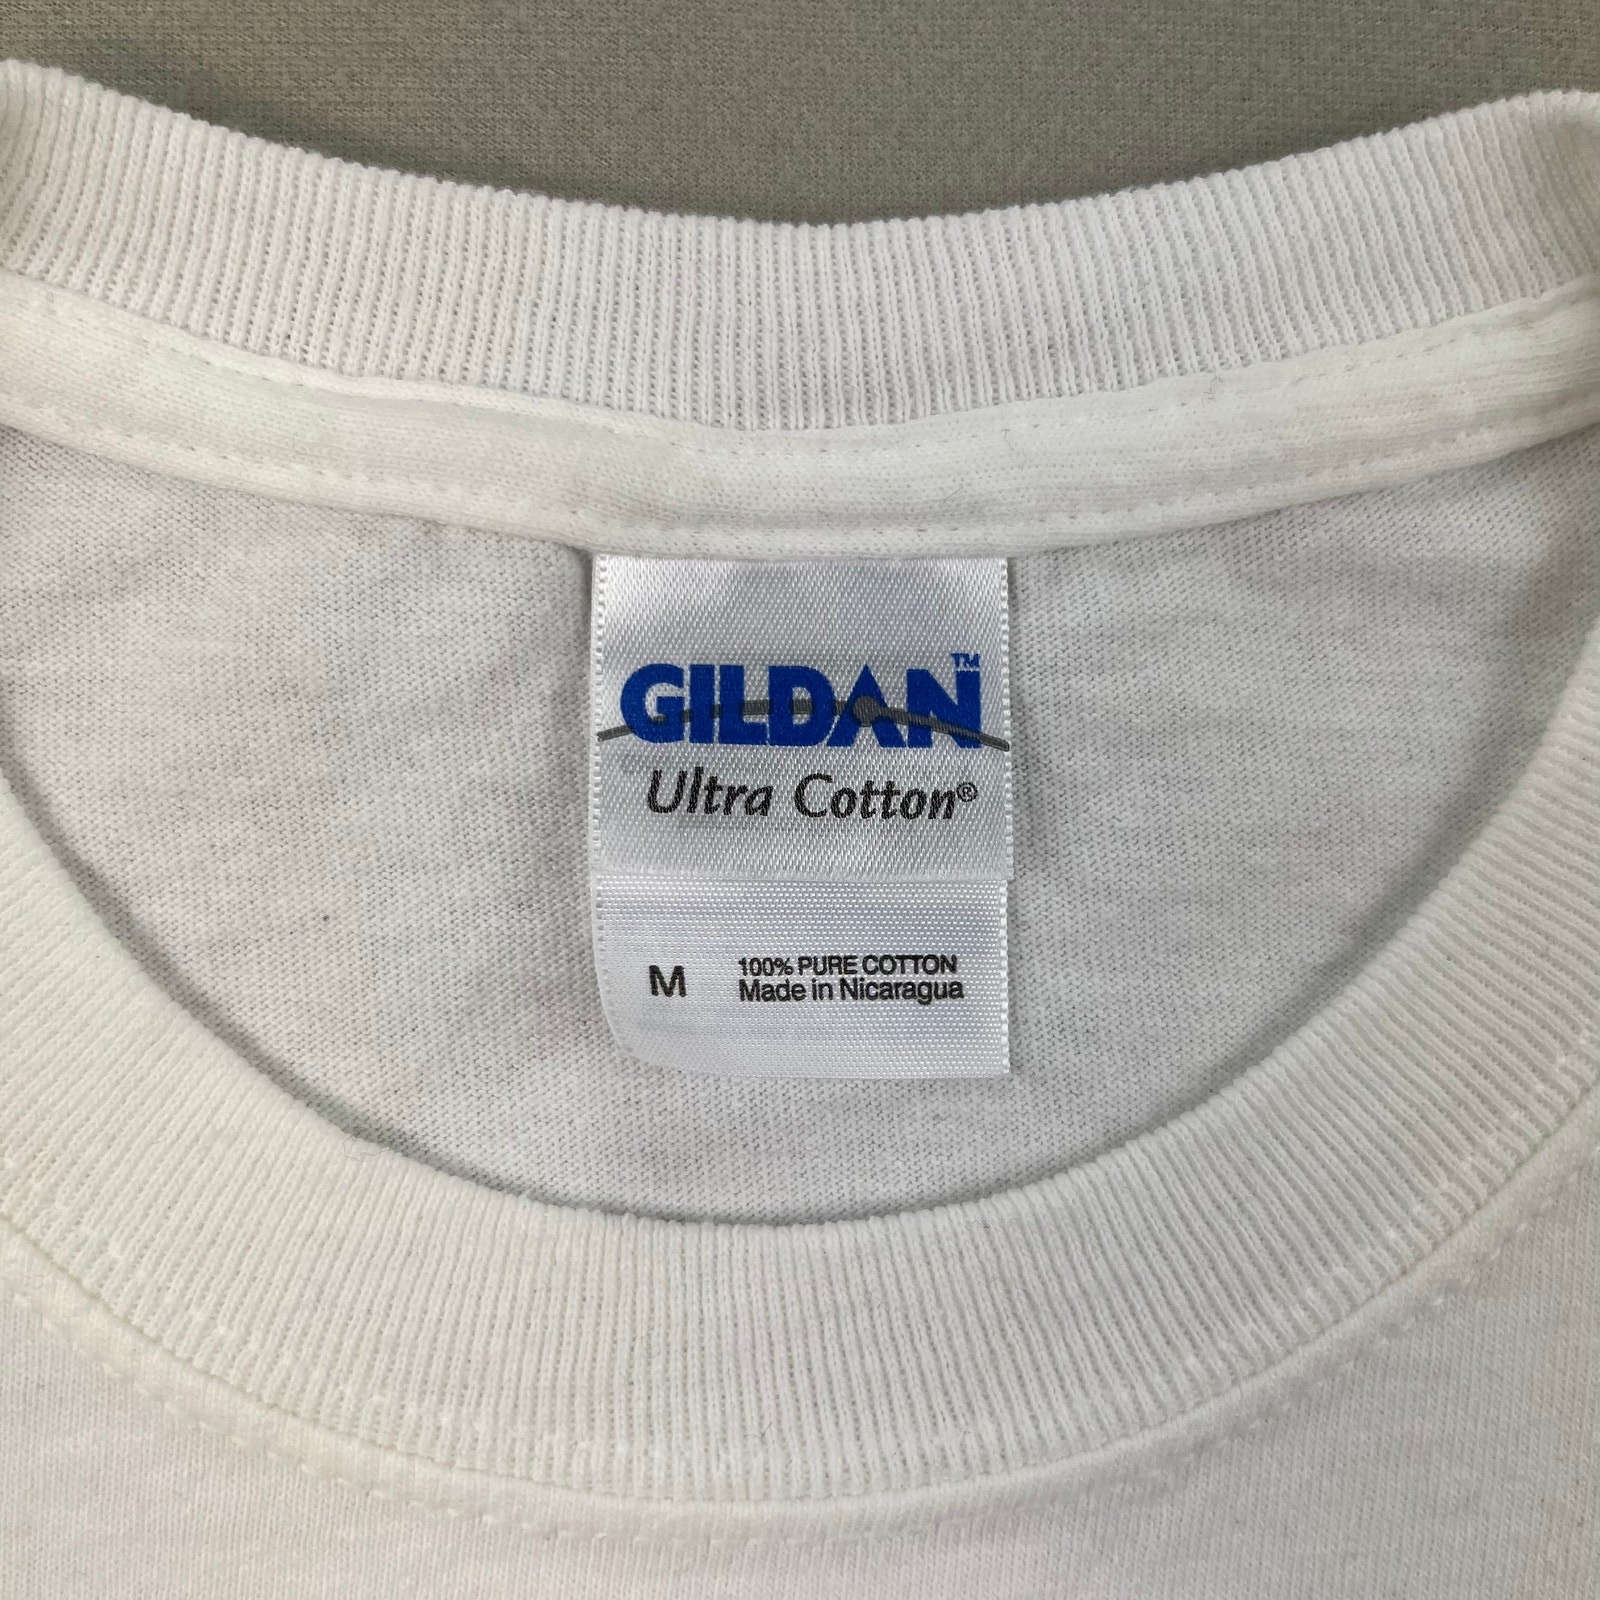 GILDAN™
Ultra Cotton®
M
100% PURE COTTON
Made in Nicaragua